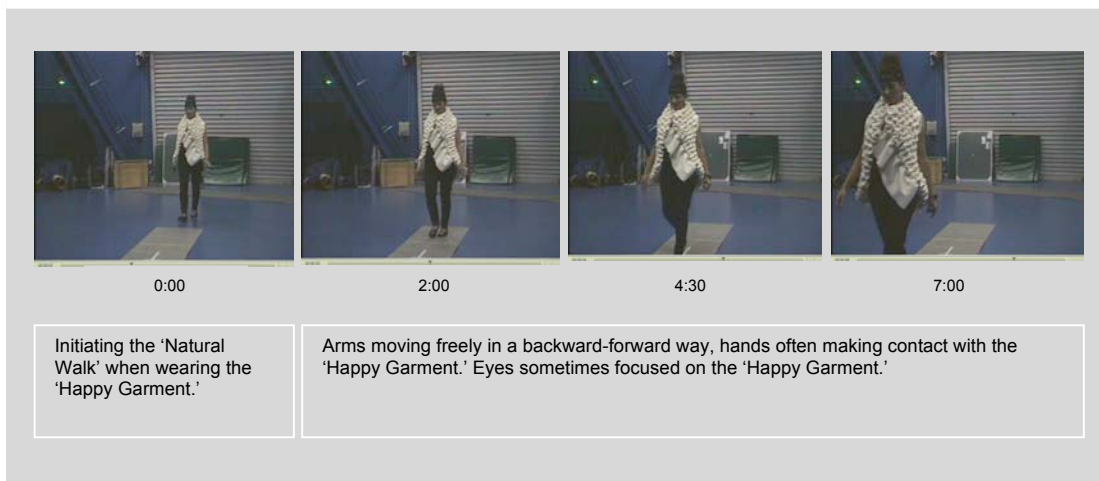 0:00
2:00
4:30
7:00
Initiating the ‘Natural
Walk’ when wearing the
‘Happy Garment.’
Arms moving freely in a backward-forward way, hands often making contact with the
‘Happy Garment.’ Eyes sometimes focused on the ‘Happy Garment.’